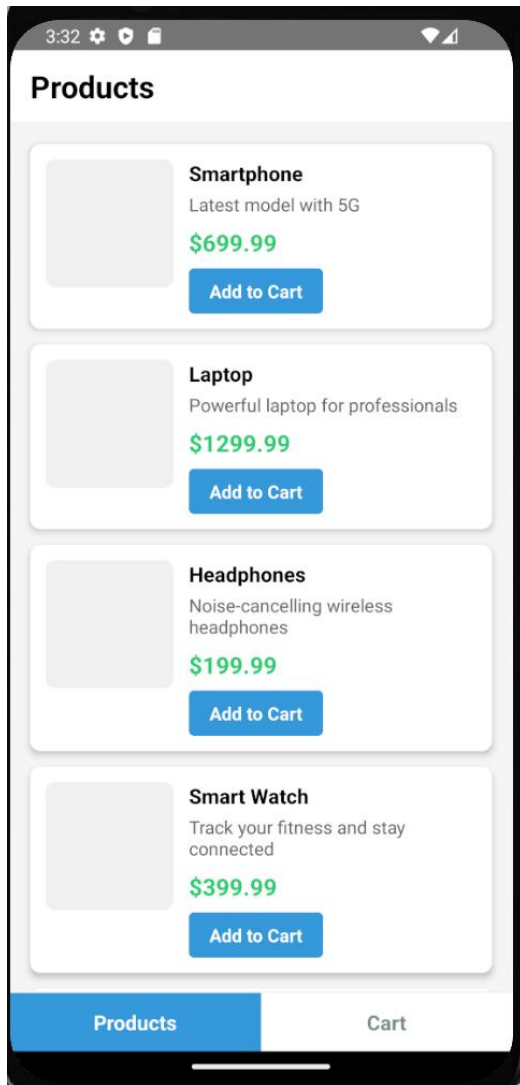 3:32
Products
Smartphone
Latest model with 5G
$699.99
Add to Cart
Laptop
Powerful laptop for professionals
$1299.99
Add to Cart
Headphones
Noise-cancelling wireless
headphones
$199.99
Add to Cart
Smart Watch
Track your fitness and stay
connected
$399.99
Add to Cart
Products
Cart